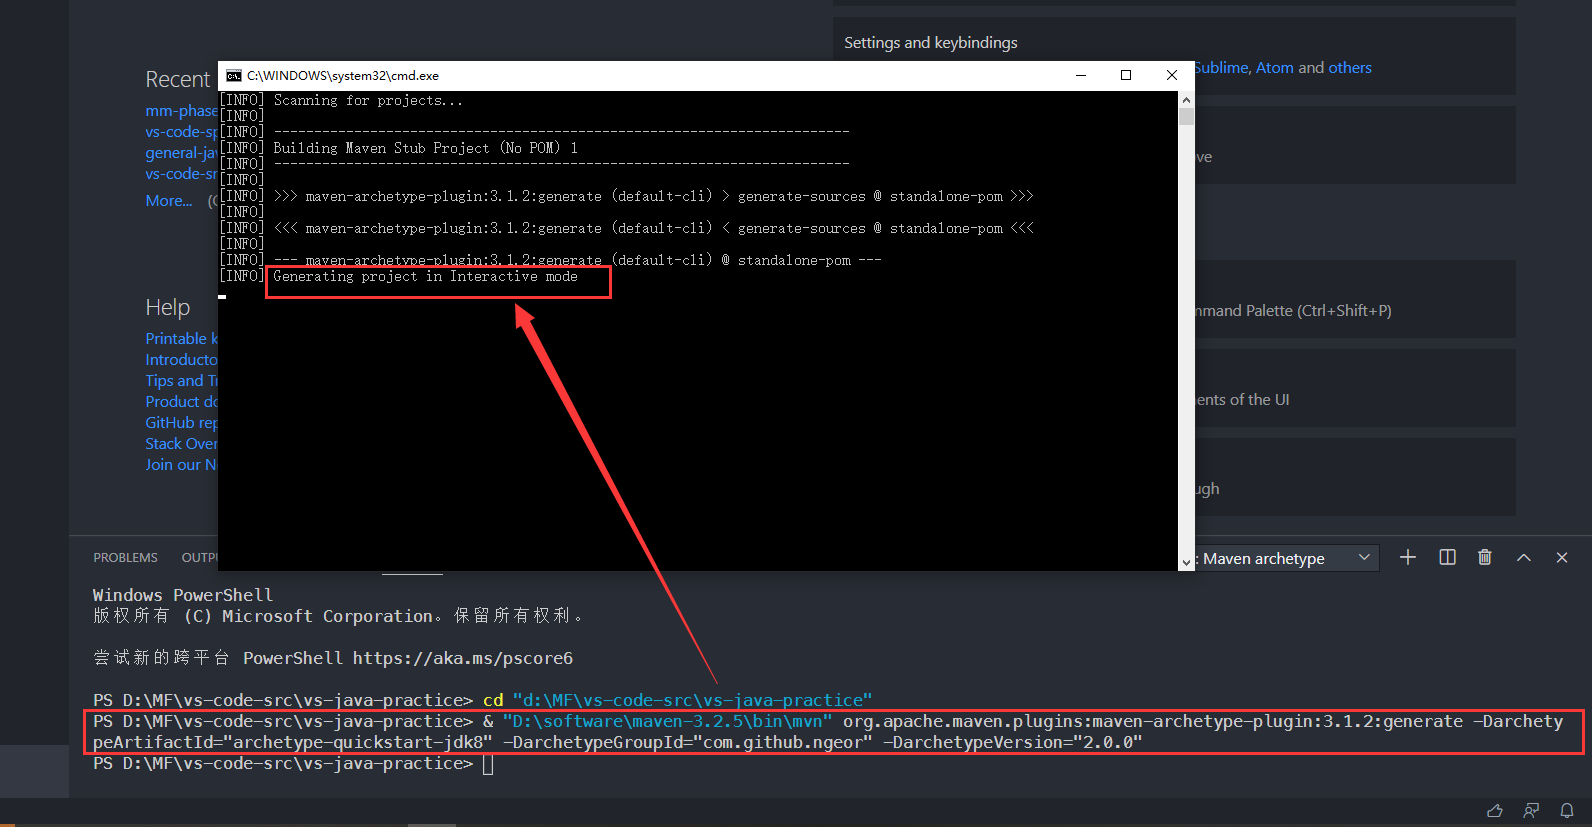 Settings and keybindings
Sublime, Atom and others
Recent
mm-phase
vs-code-sp
general-jav
vs-code-sr
More...
C:\WINDOWS\system32\cmd.exe
[INFO] Scanning for projects...
[INFO]
[INFO] ------------------------------------------------------------------------
[INFO] Building Maven Stub Project (No POM) 1
[INFO] ------------------------------------------------------------------------
[INFO]
[INFO] >>> maven-archetype-plugin:3.1.2:generate (default-cli) > generate-sources @ standalone-pom >>>
[INFO]
[INFO] <<< maven-archetype-plugin:3.1.2:generate (default-cli) < generate-sources @ standalone-pom <<<
[INFO]
[INFO] --- maven-archetype-plugin:3.1.2:generate (default-cli) @ standalone-pom ---
[INFO] Generating project in Interactive mode
ve
Help
Printable k
Introducto
Tips and Tr
Product do
GitHub rep
Stack Over
Join our N
mmand Palette (Ctrl+Shift+P)
ents of the UI
ugh
PROBLEMS
OUTPU
: Maven archetype
Windows PowerShell
版权所有 (C) Microsoft Corporation。保留所有权利。
尝试新的跨平台 PowerShell https://aka.ms/pscore6
PS D:\MF\vs-code-src\vs-java-practice> cd "d:\MF\vs-code-src\vs-java-practice"
PS D:\MF\vs-code-src\vs-java-practice> & "D:\software\maven-3.2.5\bin\mvn" org.apache.maven.plugins:maven-archetype-plugin:3.1.2:generate -Darchety
peArtifactId="archetype-quickstart-jdk8" -DarchetypeGroupId="com.github.ngeor" -DarchetypeVersion="2.0.0"
PS D:\MF\vs-code-src\vs-java-practice>